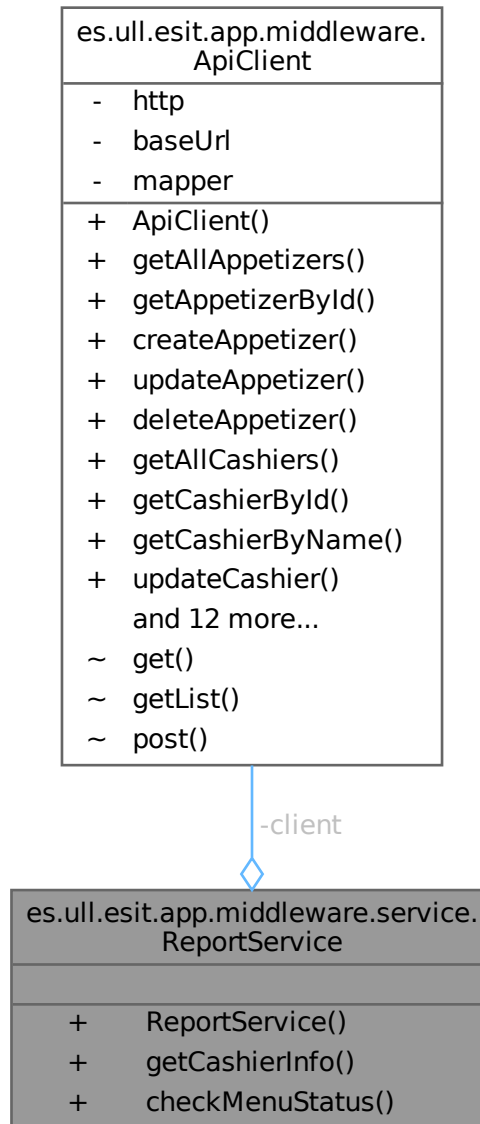 es.ull.esit.app.middleware.
ApiClient
- http
- baseUrl
- mapper
+ ApiClient()
+ getAllAppetizers()
+ getAppetizerById()
+ createAppetizer()
+ updateAppetizer()
+ deleteAppetizer()
+ getAllCashiers()
+ getCashierById()
+ getCashierByName()
+ updateCashier()
and 12 more...
~ get()
~ getList()
~ post()
-client
es.ull.esit.app.middleware.service.
ReportService
+ ReportService()
+ getCashierInfo()
+ checkMenuStatus()